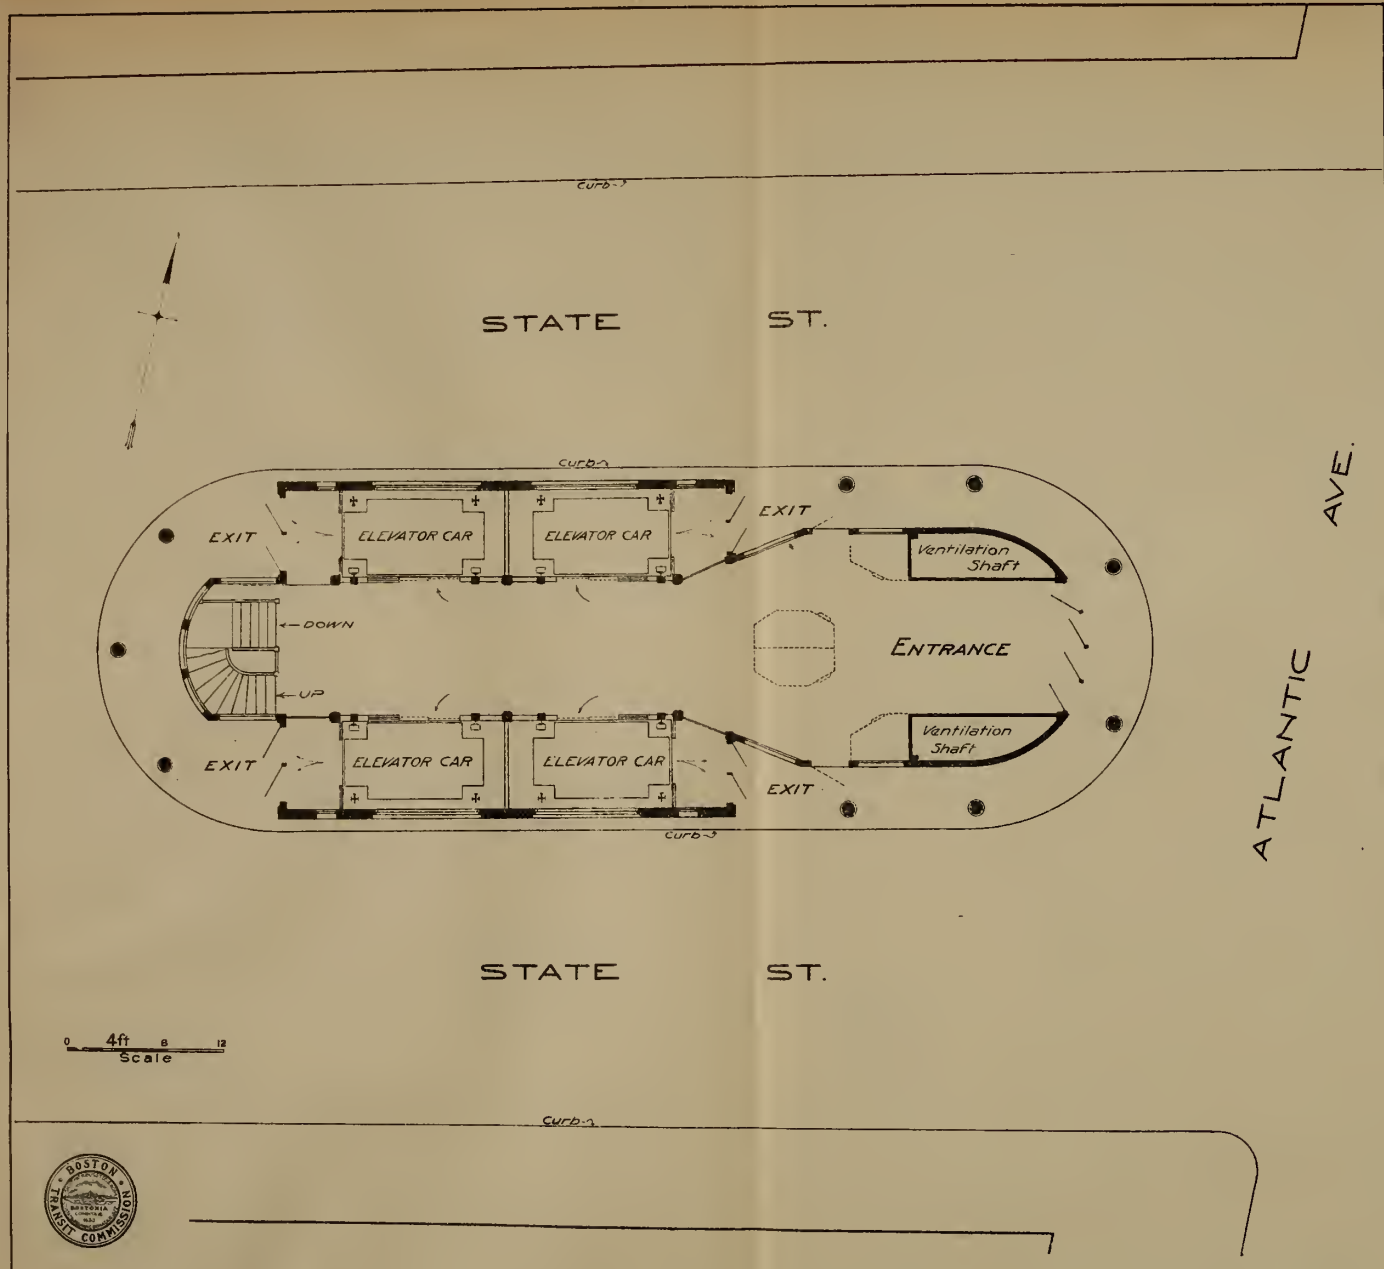 Curb
STATE ST.
AVE.
ATLANTIC
Curb
EXIT
ELEVATOR CAR
ELEVATOR CAR
EXIT
Ventilation
Shaft
DOWN
ENTRANCE
UP
EXIT
ELEVATOR CAR
ELEVATOR CAR
EXIT
Ventilation
Shaft
Curb
STATE ST.
0 4ft 8 12
Scale
Curb
BOSTON
TRANSIT COMMISSION
BOSTONIA